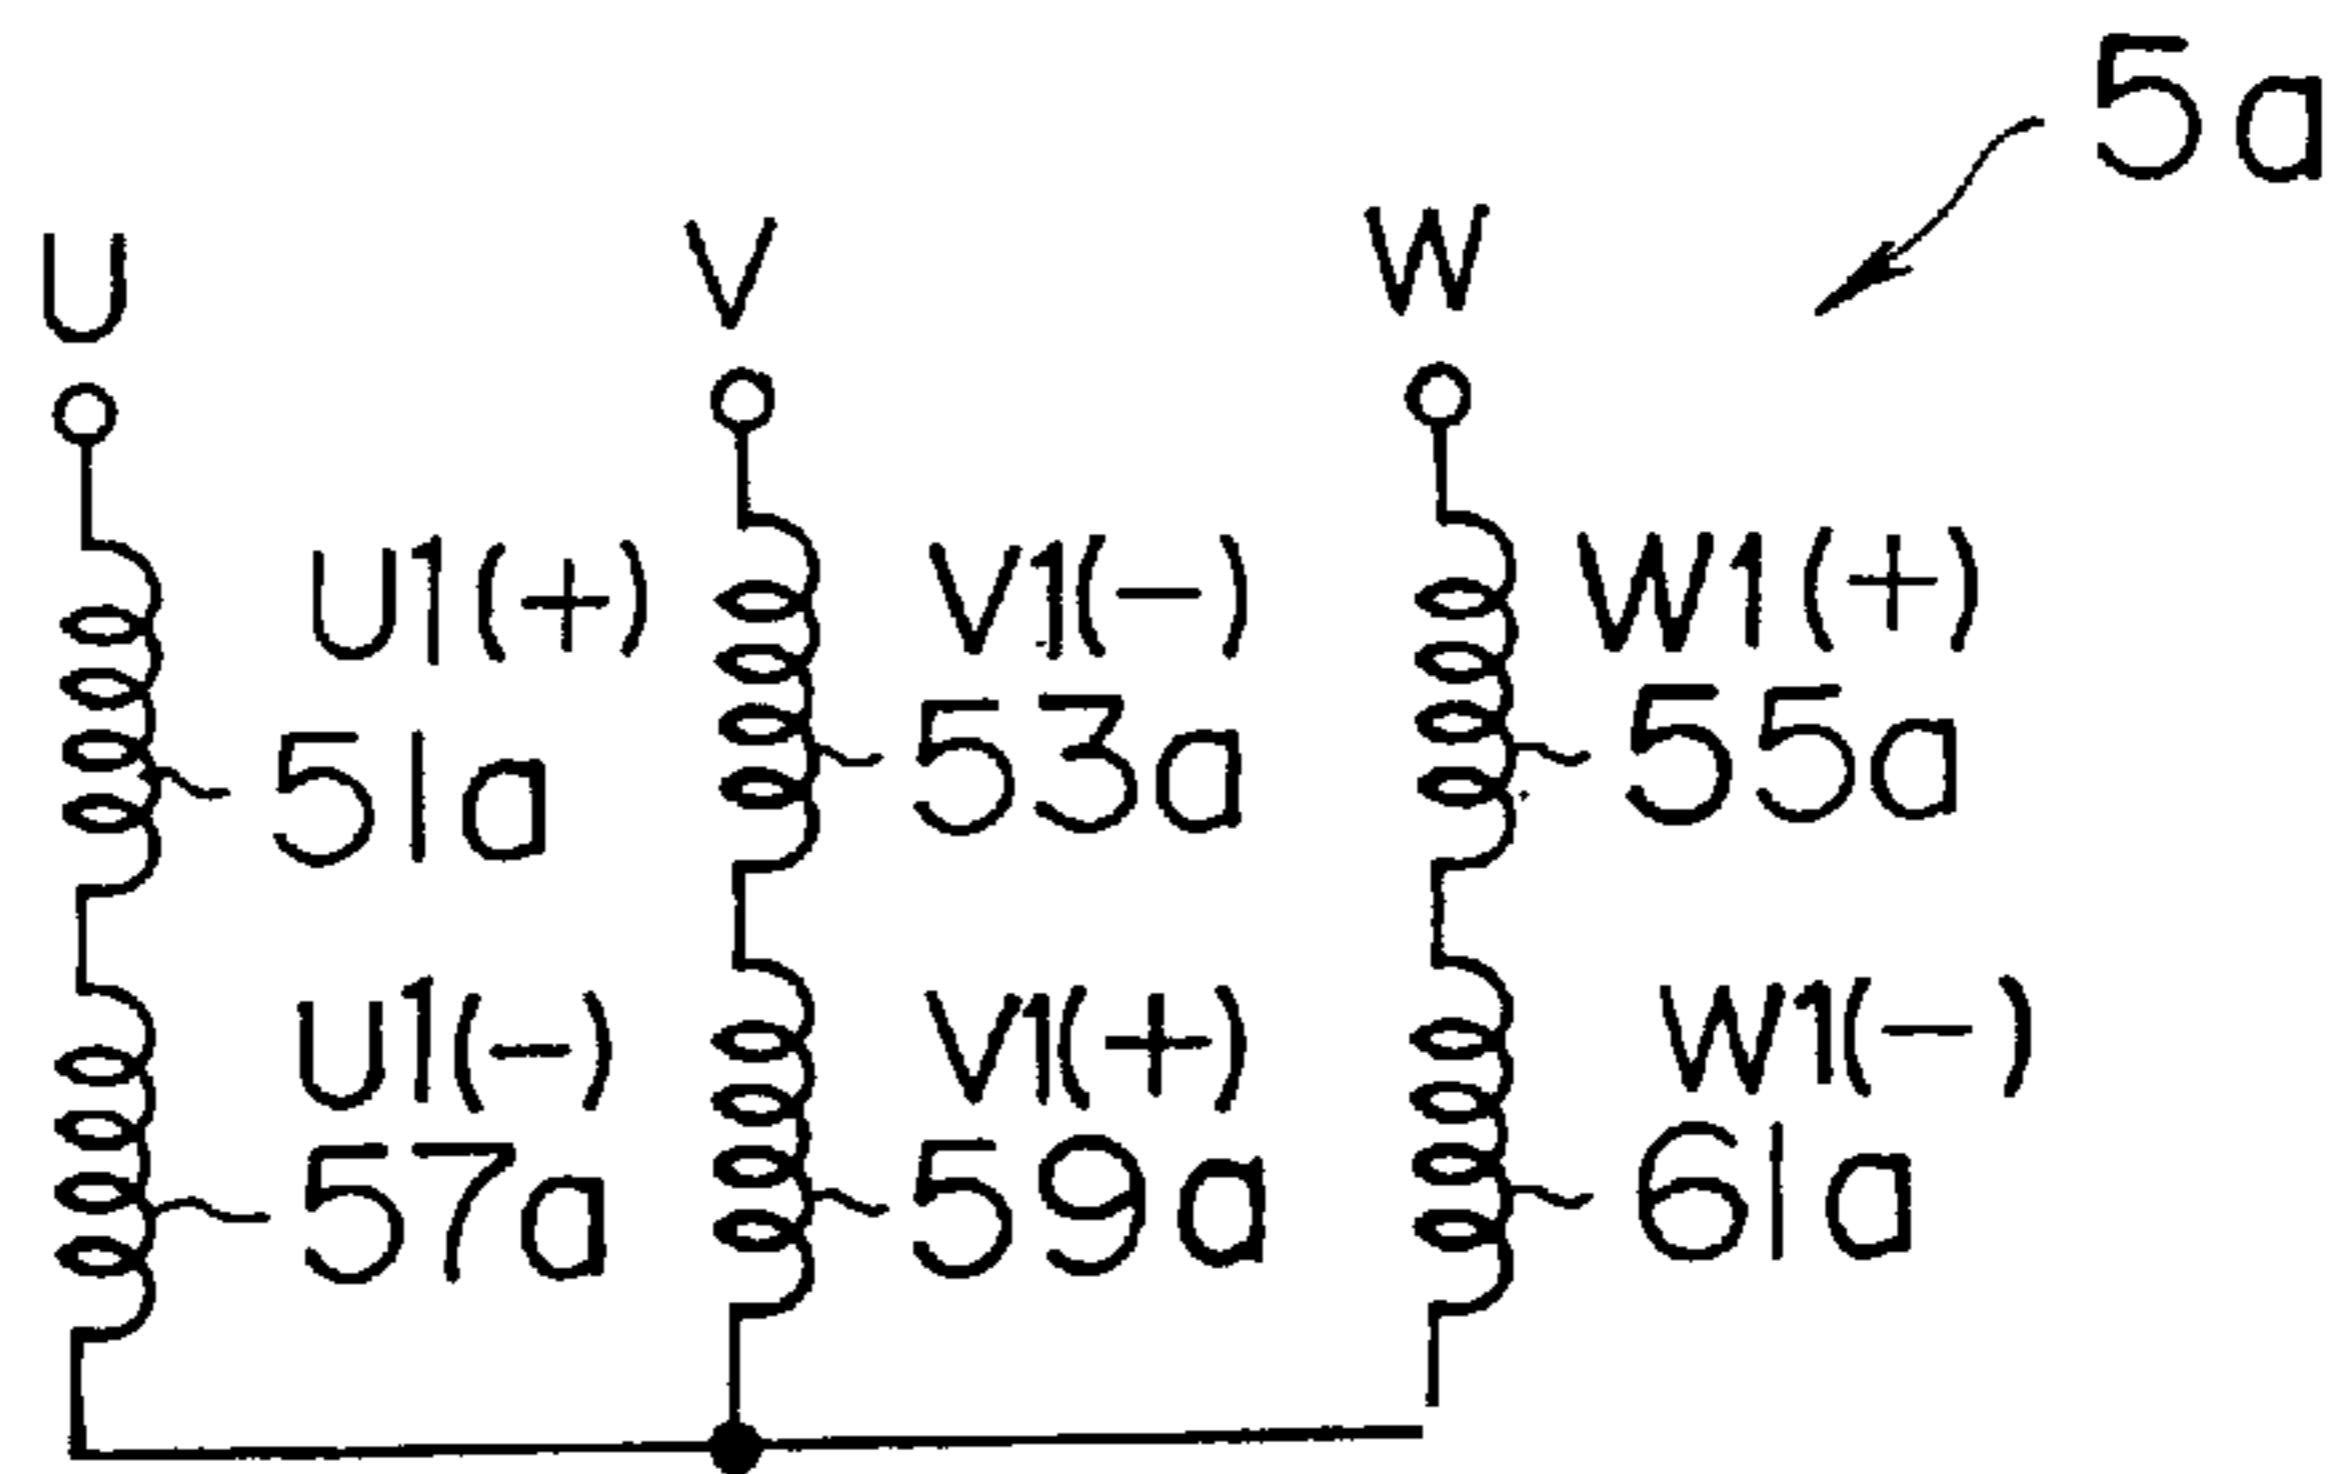 5a
U
V
W
U1(+)
V1(-)
W1(+)
51a
53a
55a
U1(-)
V1(+)
W1(-)
57a
59a
61a